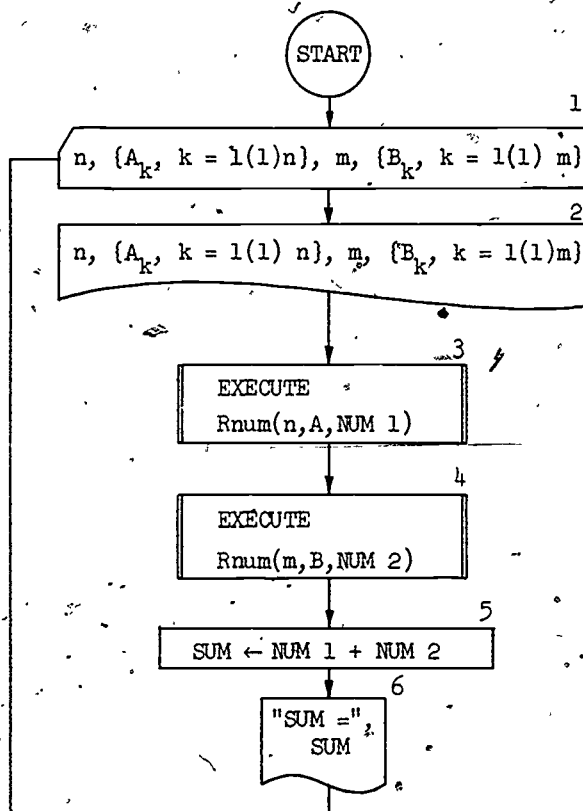 START
1
n, {A_k, k = 1(1)n}, m, {B_k, k = 1(1) m}
2
n, {A_k, k = 1(1) n}, m, {B_k, k = 1(1)m}
3
EXECUTE
Rnum(n,A,NUM 1)
4
EXECUTE
Rnum(m,B,NUM 2)
5
SUM ← NUM 1 + NUM 2
6
"SUM =",
SUM